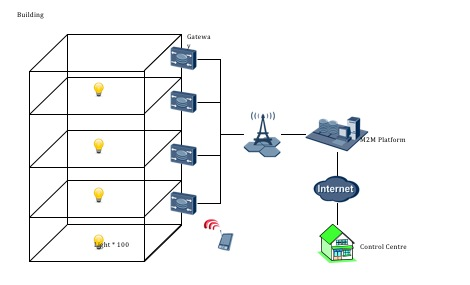 Building
Gatewa
y
M2M Platform
Internet
Light * 100
Control Centre